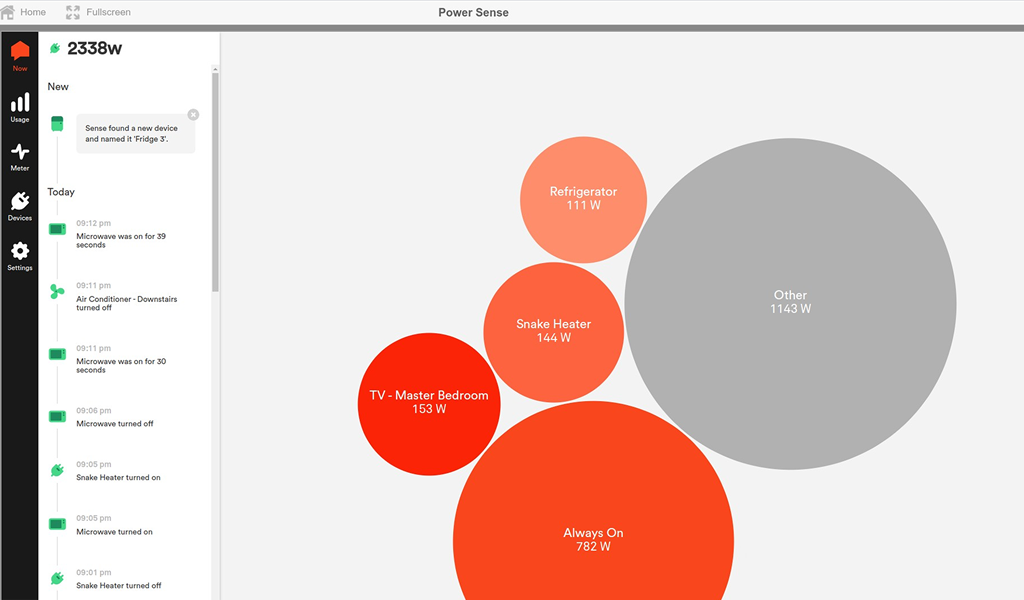 Home
Fullscreen
Power Sense
Now
Usage
Meter
Devices
Settings
2338w
New
Sense found a new device
and named it 'Fridge 3'.
Today
09:12 pm
Microwave was on for 39
seconds
09:11 pm
Air Conditioner - Downstairs
turned off
09:11 pm
Microwave was on for 30
seconds
09:06 pm
Microwave turned off
09:05 pm
Snake Heater turned on
09:05 pm
Microwave turned on
09:01 pm
Snake Heater turned off
Refrigerator
111 W
Other
1143 W
Snake Heater
144 W
TV - Master Bedroom
153 W
Always On
782 W